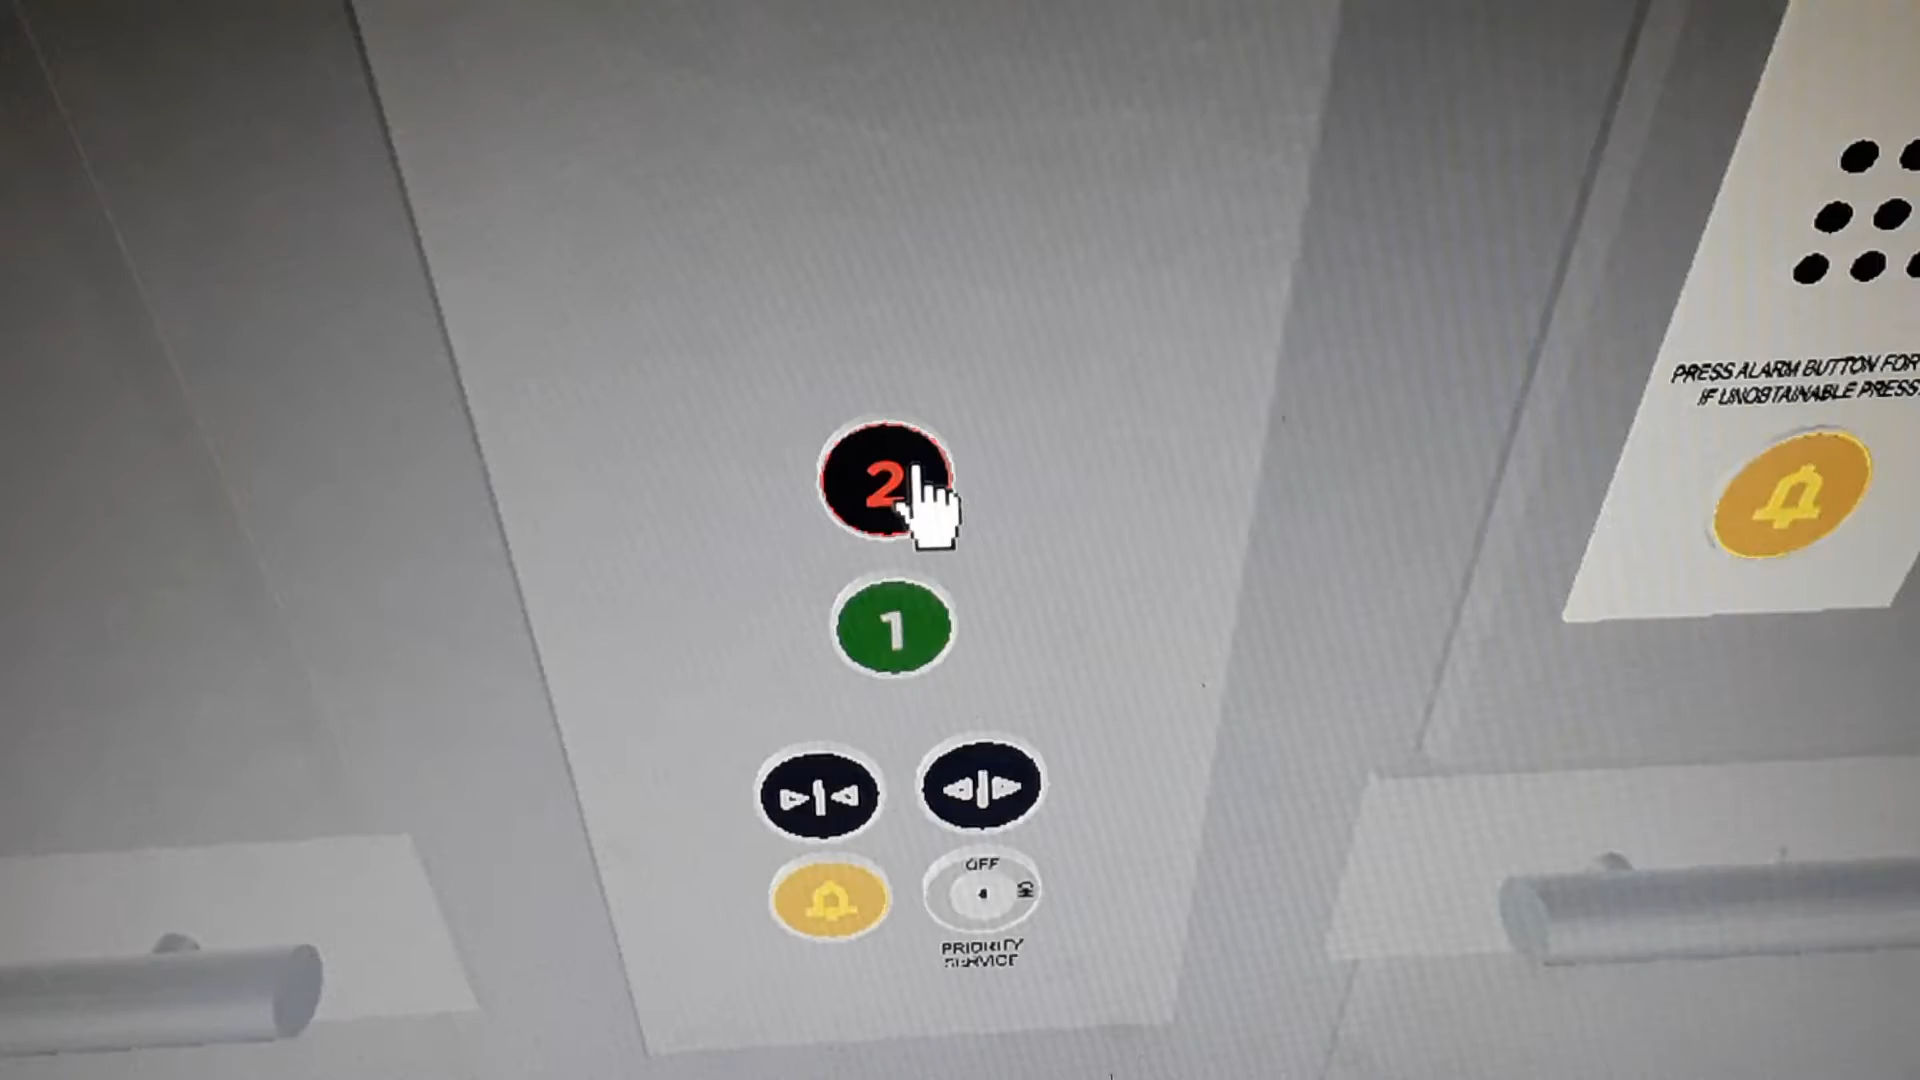 PRESS ALARM BUTTON FOR
IF UNOBTAINABLE PRESS
2
1
OFF
ON
PRIORITY
SERVICE